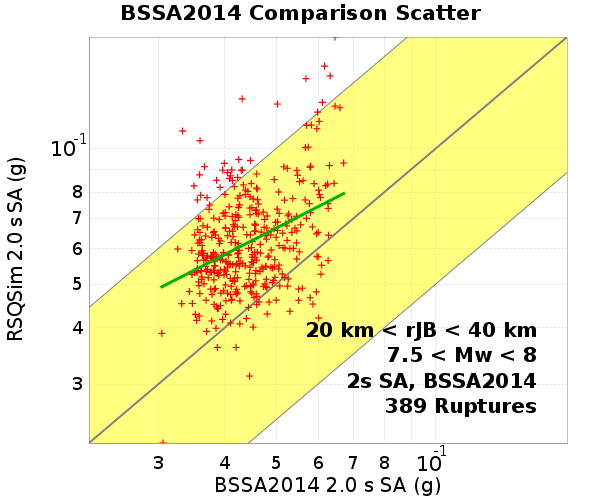 BSSA2014 Comparison Scatter
RSQSim 2.0 s SA (g)
10^-1
8
7
6
5
4
3
20 km < rJB < 40 km
7.5 < Mw < 8
2s SA, BSSA2014
389 Ruptures
3 4 5 6 7 8 10^-1
BSSA2014 2.0 s SA (g)